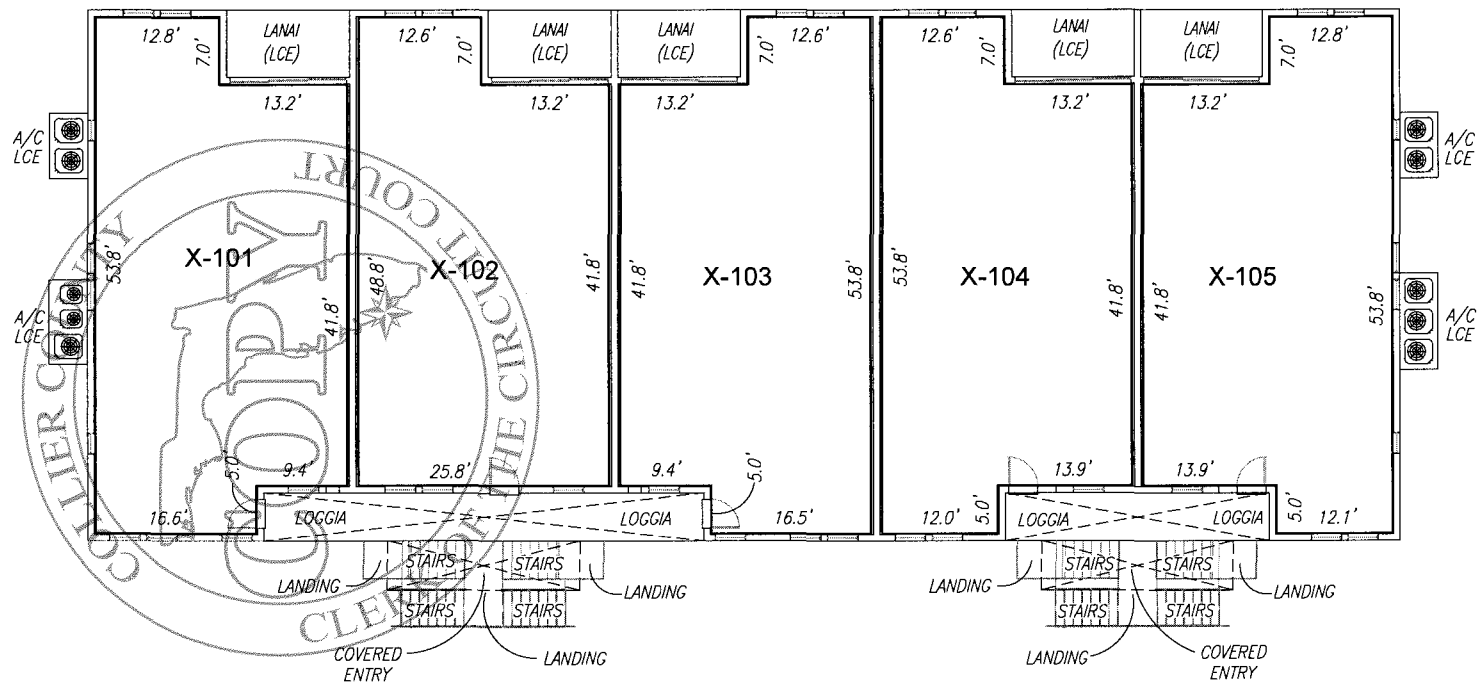 LANAI
(LCE)
LANAI
(LCE)
LANAI
(LCE)
LANAI
(LCE)
LANAI
(LCE)
12.8'
7.0'
12.6'
7.0'
7.0'
12.6'
12.6'
7.0'
7.0'
12.8'
13.2'
13.2'
13.2'
13.2'
13.2'
A/C
LCE
A/C
LCE
A/C
LCE
A/C
LCE
X-101
X-102
X-103
X-104
X-105
53.8'
41.8'
48.8'
41.8'
41.8'
53.8'
53.8'
41.8'
41.8'
53.8'
5.0'
9.4'
25.8'
9.4'
5.0'
13.9'
13.9'
16.6'
LOGGIA
LOGGIA
16.5'
12.0'
5.0'
LOGGIA
LOGGIA
5.0'
12.1'
LANDING
STAIRS
STAIRS
LANDING
STAIRS
STAIRS
COVERED
ENTRY
LANDING
LANDING
STAIRS
STAIRS
LANDING
STAIRS
STAIRS
LANDING
COVERED
ENTRY
COLLIER COUNTY
CLERK OF THE CIRCUIT COURT
COPY